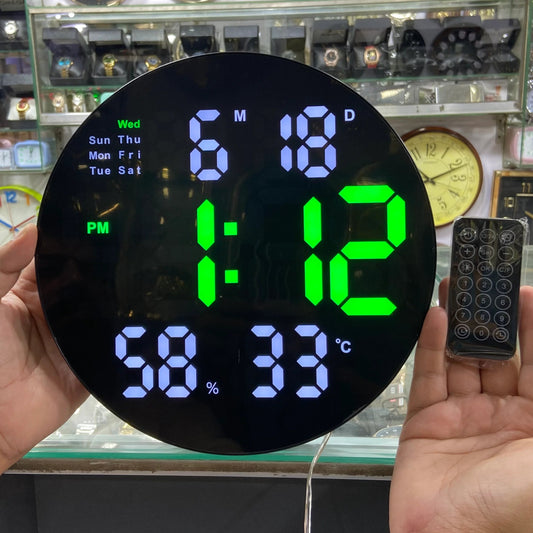 Wed
Sun Thu
Mon Fri
Tue Sat
6 M 18 D
PM 1:12
58 % 33 °C